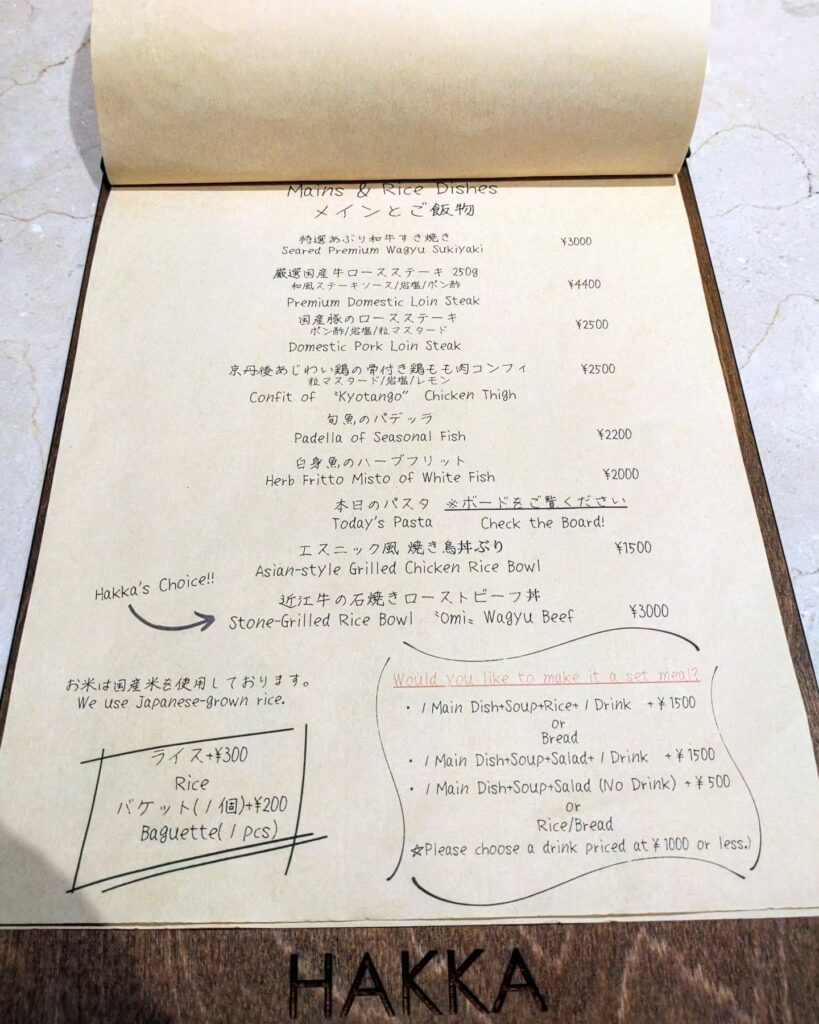 Mains & Rice Dishes
メインとご飯物
特選あぶり和牛すき焼き ¥3000
Seared Premium Wagyu Sukiyaki
厳選国産牛ロースステーキ 250g
和風ステーキソース/岩塩/ポン酢 ¥4400
Premium Domestic Loin Steak
国産豚のロースステーキ
ポン酢/岩塩/粒マスタード ¥2500
Domestic Pork Loin Steak
京丹後あじわい鶏の骨付き鶏もも肉コンフィ ¥2500
粒マスタード/岩塩/レモン
Confit of 〝Kyotango” Chicken Thigh
旬魚のパデッラ
Padella of Seasonal Fish ¥2200
白身魚のハーブフリット
Herb Fritto Misto of White Fish ¥2000
本日のパスタ ※ボードをご覧ください
Today's Pasta Check the Board!
エスニック風 焼き鳥丼ぶり ¥1500
Asian-style Grilled Chicken Rice Bowl
Hakka's Choice!!
近江牛の石焼きローストビーフ丼
Stone-Grilled Rice Bowl 〝Omi〟 Wagyu Beef ¥3000
お米は国産米を使用しております。
We use Japanese-grown rice.
ライス+¥300
Rice
バケット(1個)+¥200
Baguette(1pcs)
Would you like to make it a set meal?
・1 Main Dish+Soup+Rice+1 Drink +¥1500
or
Bread
・1 Main Dish+Soup+Salad+1 Drink +¥1500
・1 Main Dish+Soup+Salad (No Drink) +¥500
or
Rice/Bread
☆Please choose a drink priced at ¥1000 or less.)
HAKKA